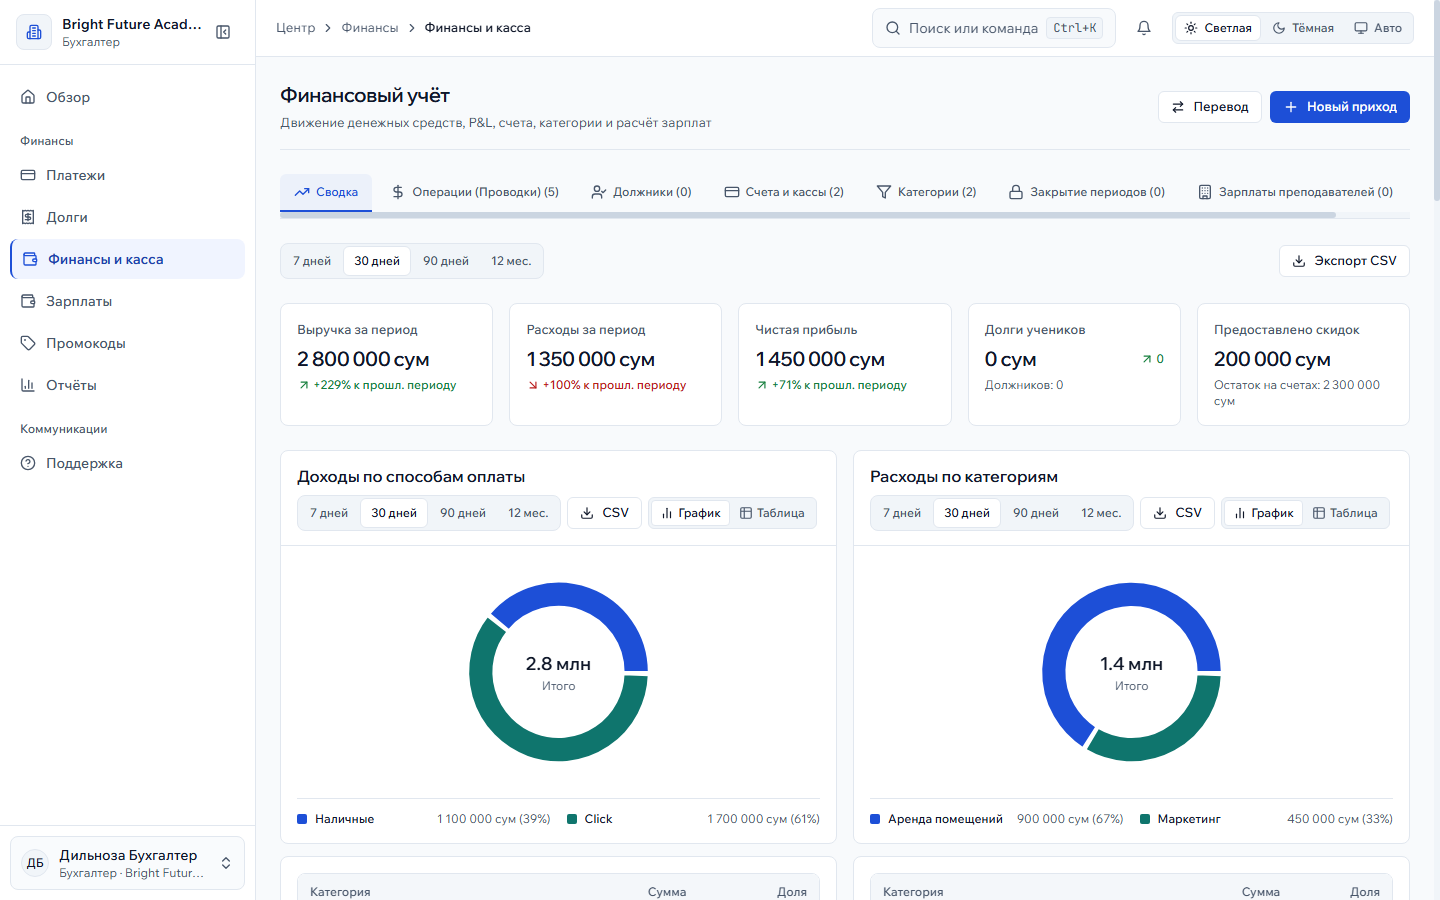 Bright Future Acad...
Бухгалтер
Обзор
Финансы
Платежи
Долги
Финансы и касса
Зарплаты
Промокоды
Отчёты
Коммуникации
Поддержка
ДБ
Дильноза Бухгалтер
Бухгалтер · Bright Futur...
Центр > Финансы > Финансы и касса
Поиск или команда Ctrl+K
Светлая Тёмная Авто
Финансовый учёт
Движение денежных средств, P&L, счета, категории и расчёт зарплат
Перевод
Новый приход
Сводка
Операции (Проводки) (5)
Должники (0)
Счета и кассы (2)
Категории (2)
Закрытие периодов (0)
Зарплаты преподавателей (0)
7 дней 30 дней 90 дней 12 мес.
Экспорт CSV
Выручка за период
2 800 000 сум
+229% к прошл. периоду
Расходы за период
1 350 000 сум
+100% к прошл. периоду
Чистая прибыль
1 450 000 сум
+71% к прошл. периоду
Долги учеников
0 сум
0
Должников: 0
Предоставлено скидок
200 000 сум
Остаток на счетах: 2 300 000
сум
Доходы по способам оплаты
7 дней 30 дней 90 дней 12 мес.
CSV
График Таблица
2.8 млн
Итого
Наличные 1 100 000 сум (39%)
Click 1 700 000 сум (61%)
Расходы по категориям
7 дней 30 дней 90 дней 12 мес.
CSV
График Таблица
1.4 млн
Итого
Аренда помещений 900 000 сум (67%)
Маркетинг 450 000 сум (33%)
Категория Сумма Доля
Категория Сумма Доля